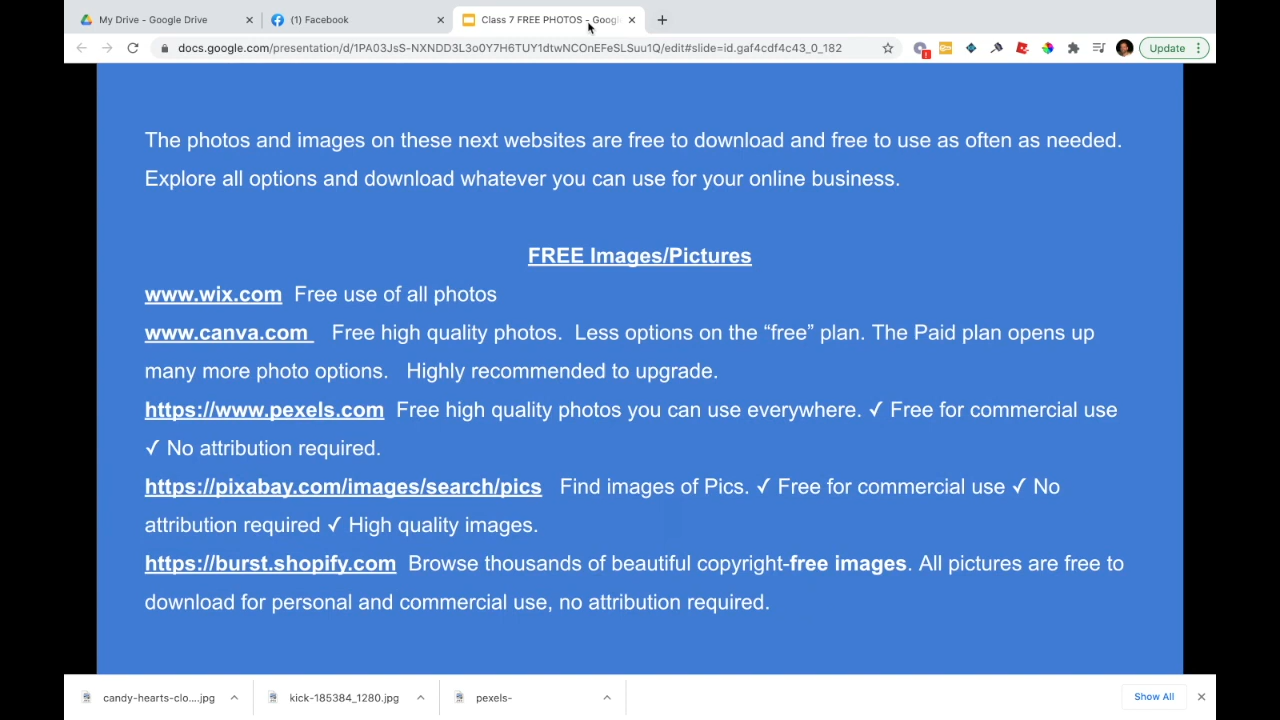 My Drive - Google Drive
(1) Facebook
Class 7 FREE PHOTOS - Googl
docs.google.com/presentation/d/1PA03JsS-NXNDD3L3o0Y7H6TUY1dtwNCOnEFeSLSuu1Q/edit#slide=id.gaf4cdf4c43_0_182
Update
The photos and images on these next websites are free to download and free to use as often as needed.
Explore all options and download whatever you can use for your online business.
FREE Images/Pictures
www.wix.com Free use of all photos
www.canva.com Free high quality photos. Less options on the “free” plan. The Paid plan opens up
many more photo options. Highly recommended to upgrade.
https://www.pexels.com Free high quality photos you can use everywhere. ✓ Free for commercial use
✓ No attribution required.
https://pixabay.com/images/search/pics Find images of Pics. ✓ Free for commercial use ✓ No
attribution required ✓ High quality images.
https://burst.shopify.com Browse thousands of beautiful copyright-free images. All pictures are free to
download for personal and commercial use, no attribution required.
candy-hearts-clo....jpg
kick-185384_1280.jpg
pexels-
Show All